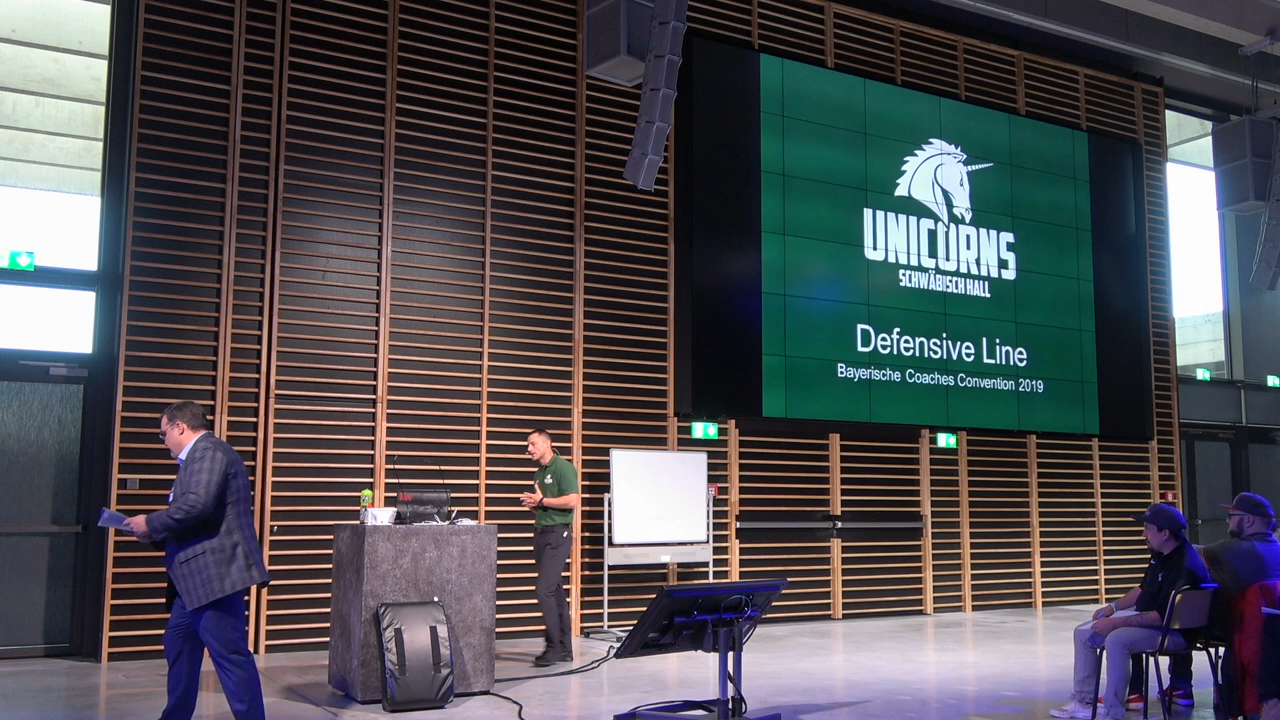 UNICORNS
SCHWÄBISCH HALL
Defensive Line
Bayerische Coaches Convention 2019